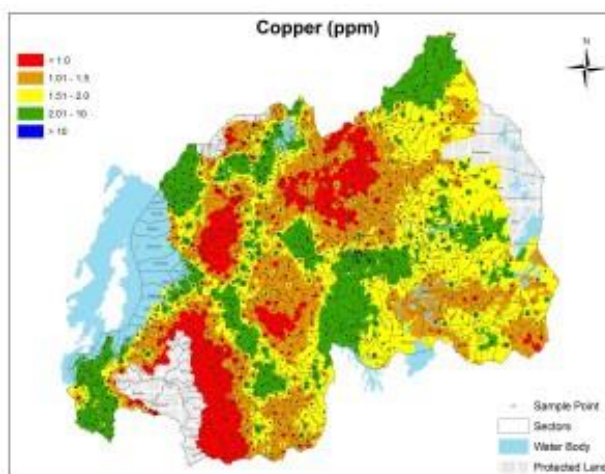 Copper (ppm)
N
< 1.0
1.01 - 1.5
1.51 - 2.0
2.01 - 10
> 10
Sample Point
Sectors
Water Body
Protected Land